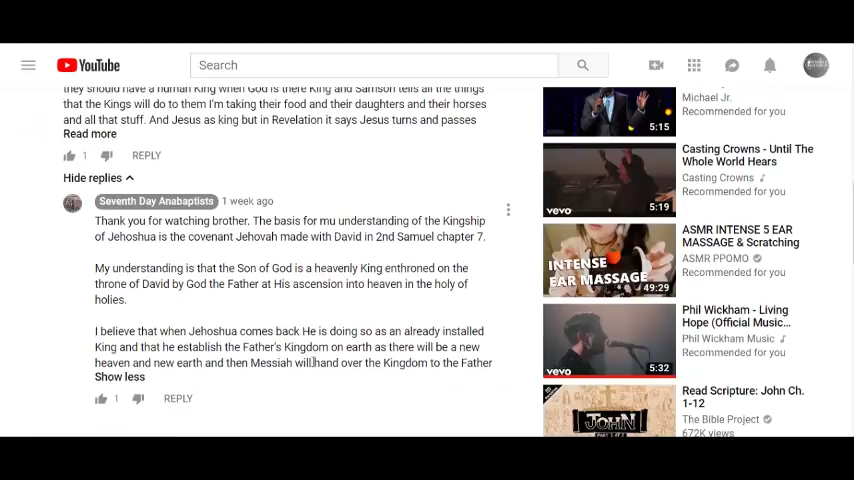 YouTube
Search
they should have a human King when God is there King and Samson tells all the things
that the Kings will do to them I'm taking their food and their daughters and their horses
and all that stuff. And Jesus as king but in Revelation it says Jesus turns and passes
Read more
1 REPLY
Hide replies
Seventh Day Anabaptists 1 week ago
Thank you for watching brother. The basis for mu understanding of the Kingship
of Jehoshua is the covenant Jehovah made with David in 2nd Samuel chapter 7.
My understanding is that the Son of God is a heavenly King enthroned on the
throne of David by God the Father at His ascension into heaven in the holy of
holies.
I believe that when Jehoshua comes back He is doing so as an already installed
King and that he establish the Father's Kingdom on earth as there will be a new
heaven and new earth and then Messiah will hand over the Kingdom to the Father
Show less
1 REPLY
5:15
Michael Jr.
Recommended for you
vevo
5:19
Casting Crowns - Until The
Whole World Hears
Casting Crowns
Recommended for you
INTENSE
EAR MASSAGE
49:29
ASMR INTENSE 5 EAR
MASSAGE & Scratching
ASMR PPOMO
Recommended for you
vevo
5:32
Phil Wickham - Living
Hope (Official Music...
Phil Wickham Music
Recommended for you
JOHN
Read Scripture: John Ch.
1-12
The Bible Project
672K views